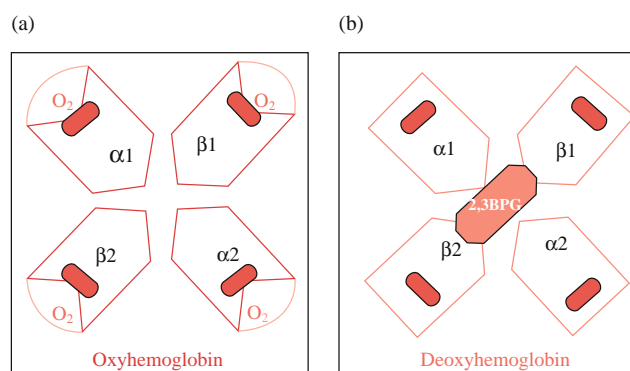 (a)
O₂
O₂
α1
β1
β2
α2
O₂
O₂
Oxyhemoglobin
(b)
α1
β1
2,3BPG
β2
α2
Deoxyhemoglobin